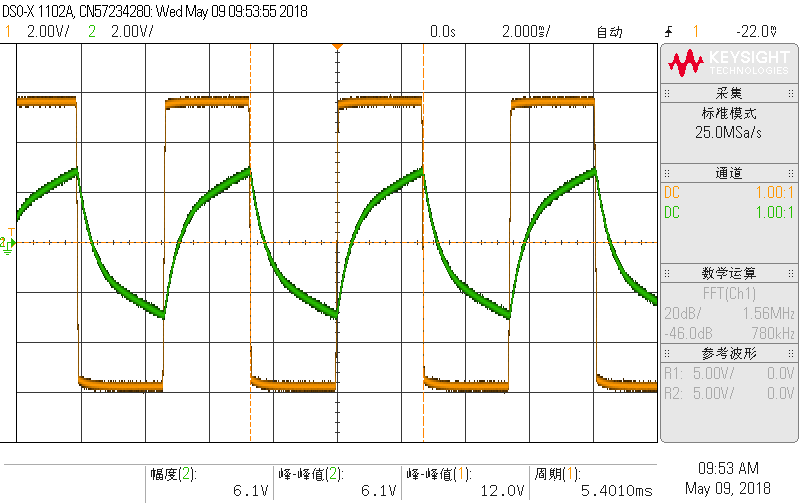 DSO-X 1102A, CN57234280: Wed May 09 09:53:55 2018
1 2.00V/ 2 2.00V/ 0.0s 2.000ms/ 自动 1 -22.0m
KEYSIGHT
TECHNOLOGIES
采集
标准模式
25.0MSa/s
通道
DC 1.00:1
DC 1.00:1
数学运算
FFT(Ch1)
20dB/ 1.56MHz
-46.0dB 780kHz
参考波形
R1: 5.00V/ 0.0V
R2: 5.00V/ 0.0V
T
2
幅度(2): 峰-峰值(2): 峰-峰值(1): 周期(1):
6.1V 6.1V 12.0V 5.4010ms
09:53 AM
May 09, 2018